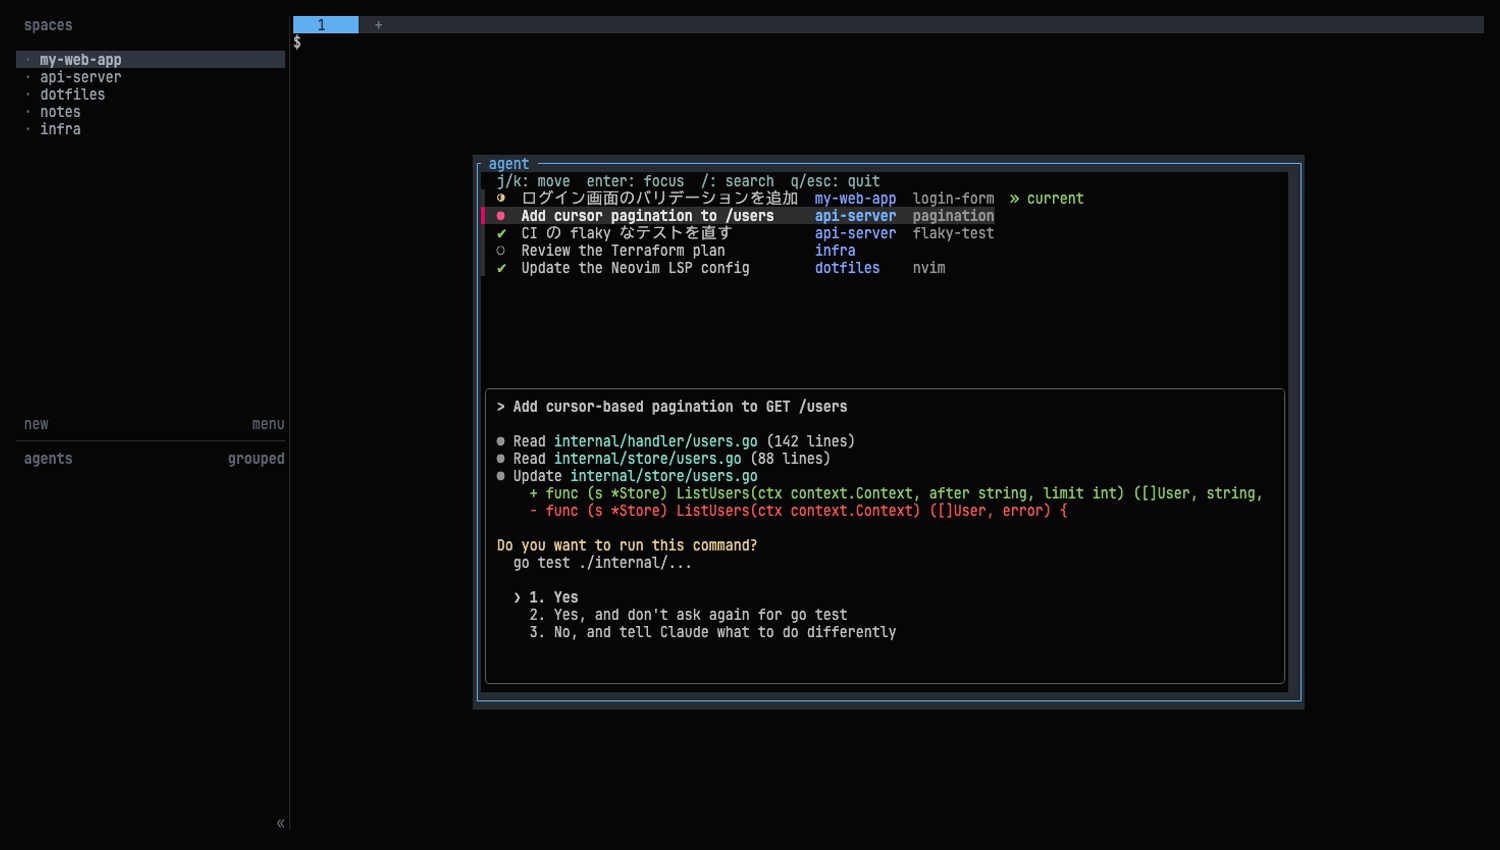 spaces
· my-web-app
· api-server
· dotfiles
· notes
· infra
new menu
agents grouped
«
1 +
$
agent
j/k: move enter: focus /: search q/esc: quit
◑ ログイン画面のバリデーションを追加 my-web-app login-form » current
● Add cursor pagination to /users api-server pagination
✔ CI の flaky なテストを直す api-server flaky-test
○ Review the Terraform plan infra
✔ Update the Neovim LSP config dotfiles nvim
> Add cursor-based pagination to GET /users
● Read internal/handler/users.go (142 lines)
● Read internal/store/users.go (88 lines)
● Update internal/store/users.go
+ func (s *Store) ListUsers(ctx context.Context, after string, limit int) ([]User, string,
- func (s *Store) ListUsers(ctx context.Context) ([]User, error) {
Do you want to run this command?
go test ./internal/...
❯ 1. Yes
2. Yes, and don't ask again for go test
3. No, and tell Claude what to do differently